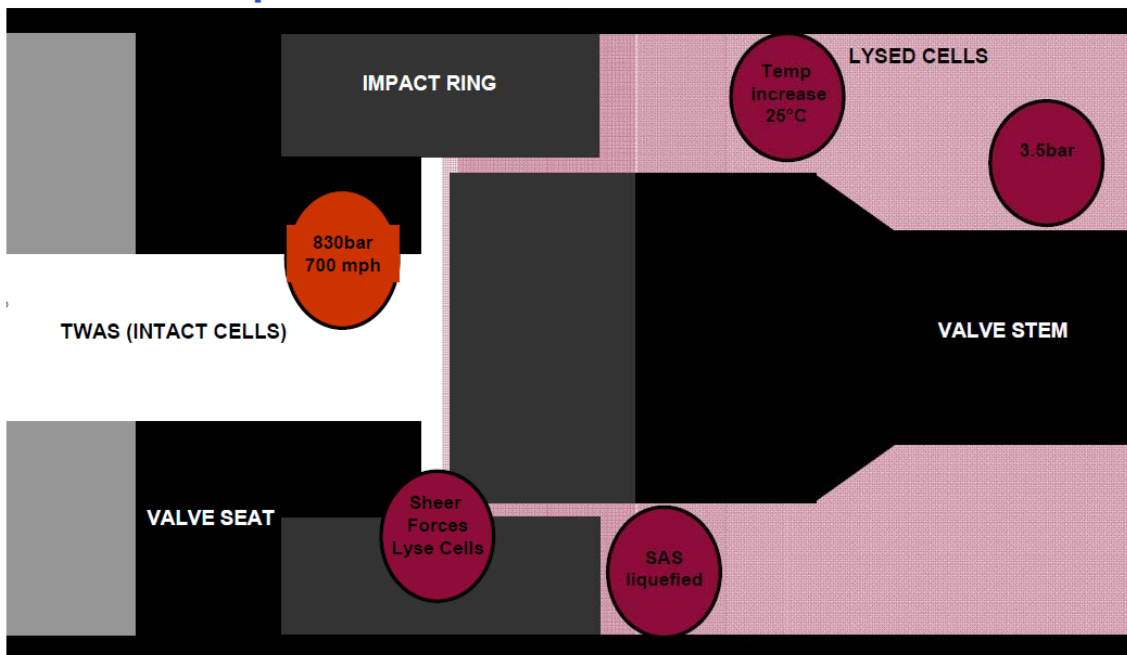 IMPACT RING
Temp
increase
25°C
LYSED CELLS
3.5bar
830bar
700 mph
TWAS (INTACT CELLS)
VALVE STEM
VALVE SEAT
Sheer
Forces
Lyse Cells
SAS
liquefied